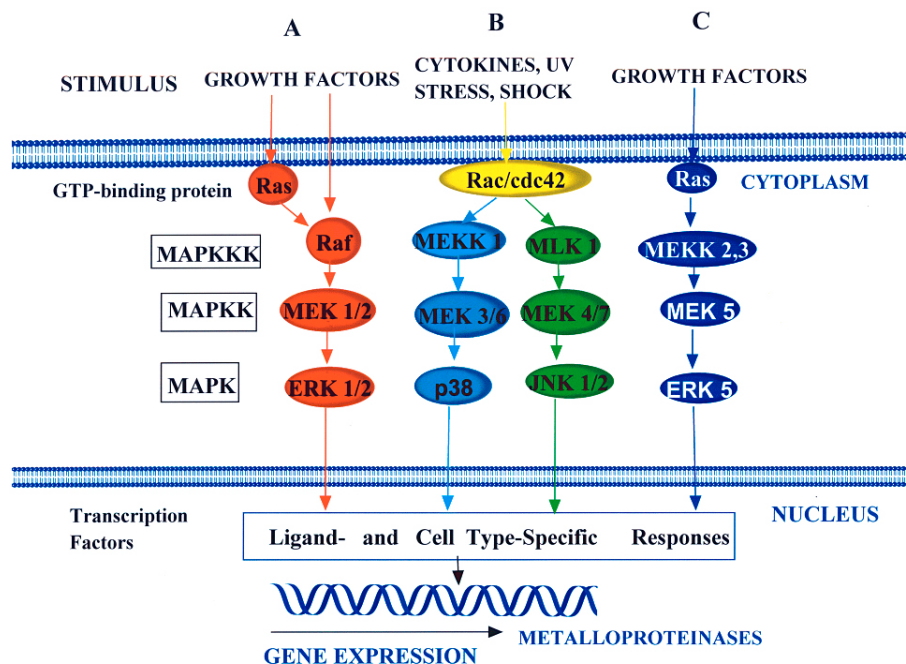 A
B
C
STIMULUS
GROWTH FACTORS
CYTOKINES, UV
STRESS, SHOCK
GROWTH FACTORS
GTP-binding protein
Ras
Rac/cdc42
Ras
CYTOPLASM
MAPKKK
Raf
MEKK 1
MLK 1
MEKK 2,3
MAPKK
MEK 1/2
MEK 3/6
MEK 4/7
MEK 5
MAPK
ERK 1/2
p38
JNK 1/2
ERK 5
Transcription
Factors
NUCLEUS
Ligand- and Cell Type-Specific Responses
METALLOPROTEINASES
GENE EXPRESSION